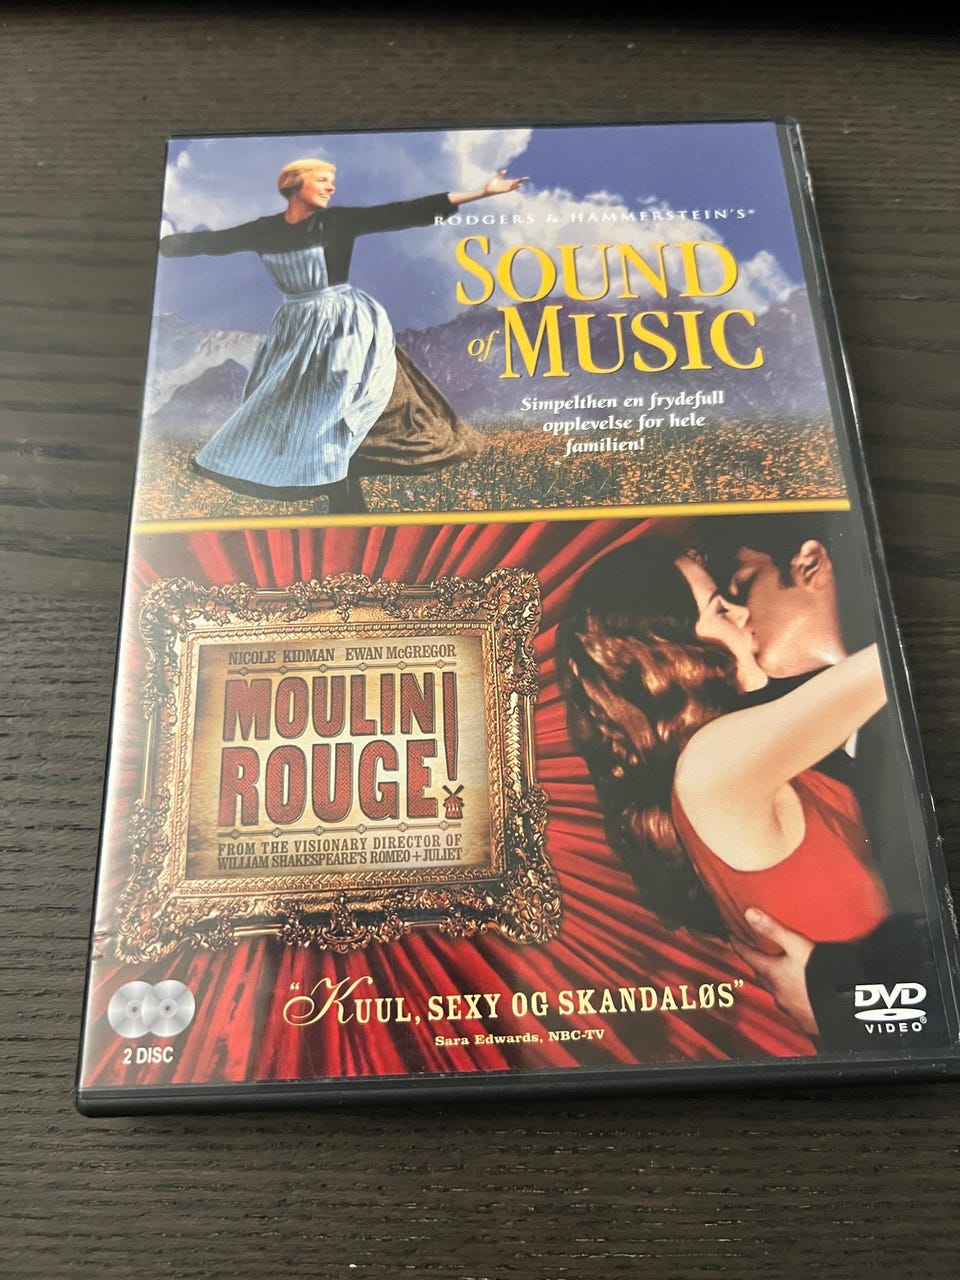 RODGERS & HAMMERSTEIN'S®
SOUND
of MUSIC
Simpelthen en frydefull
opplevelse for hele
familien!
NICOLE KIDMAN EWAN McGREGOR
MOULIN
ROUGE!
FROM THE VISIONARY DIRECTOR OF
WILLIAM SHAKESPEARE'S ROMEO+JULIET
"KUUL, SEXY OG SKANDALØS"
Sara Edwards, NBC-TV
2 DISC
DVD
VIDEO®